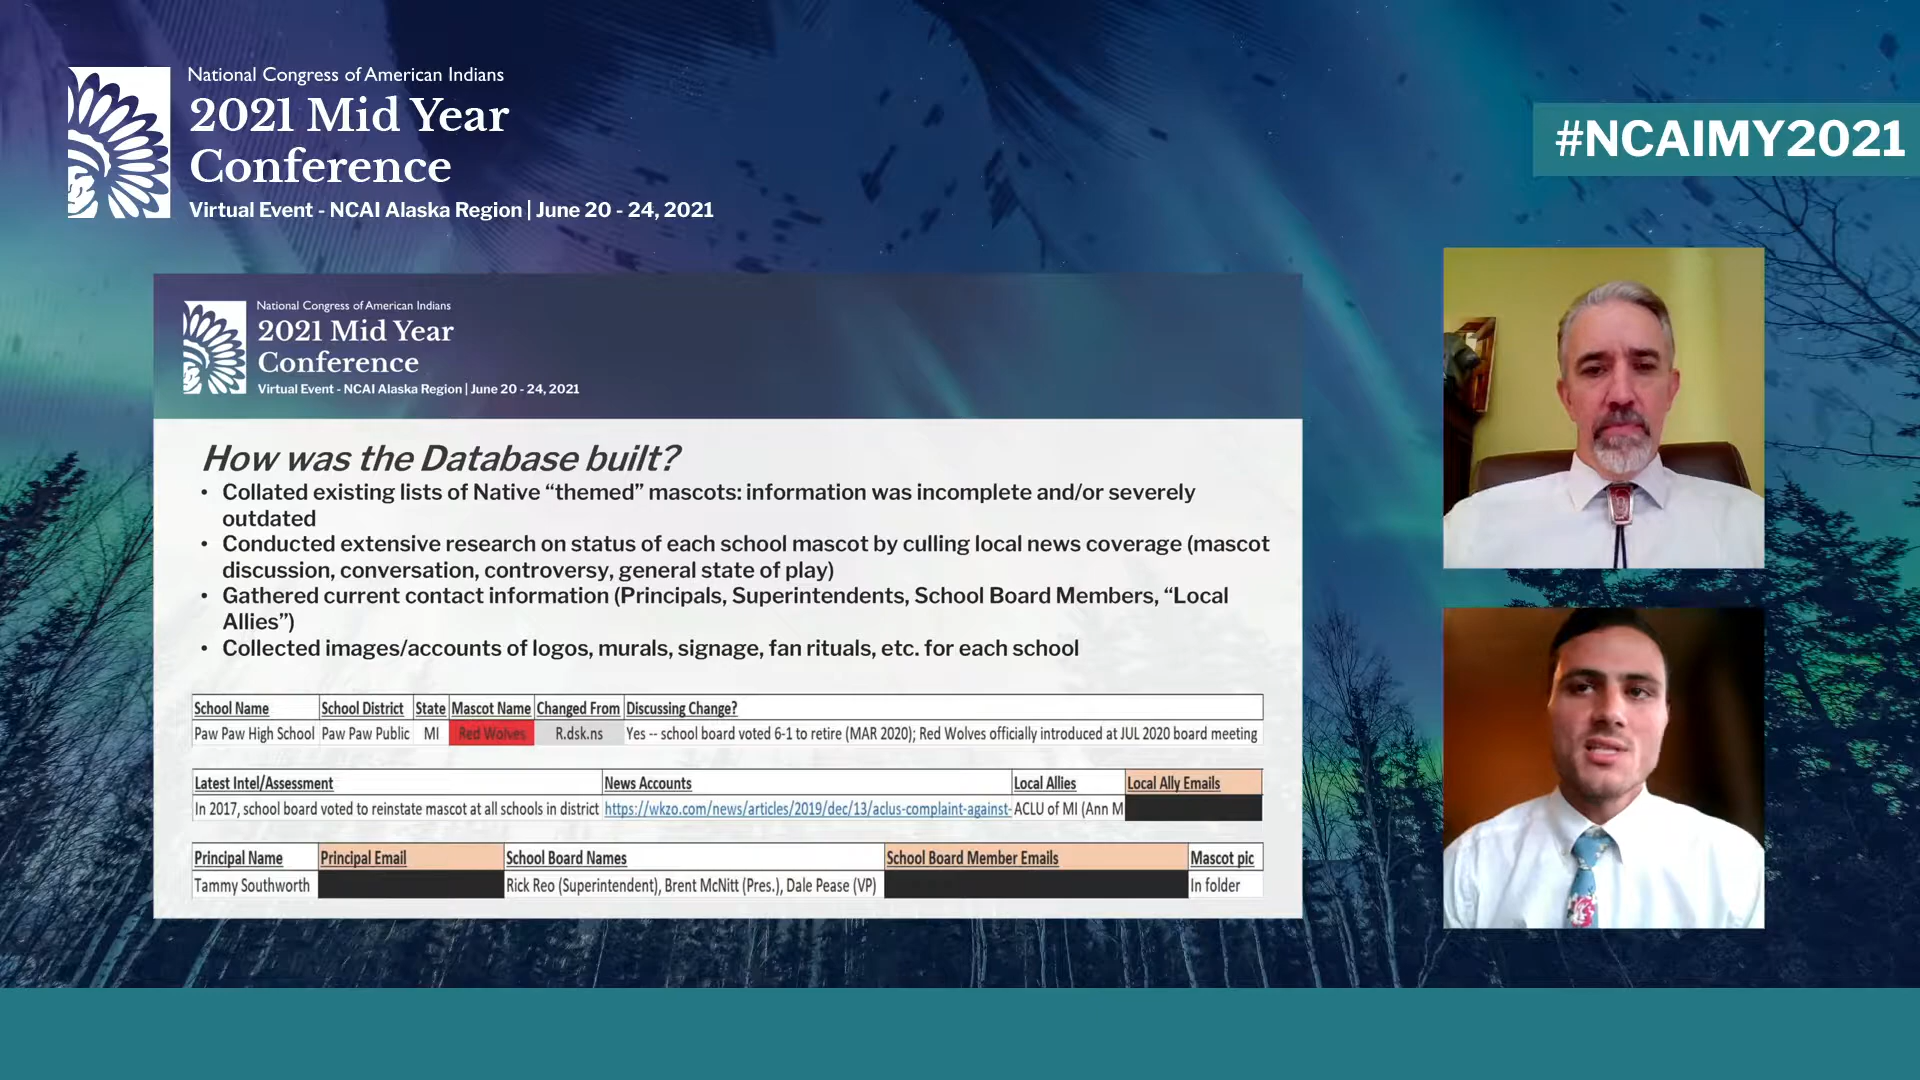 National Congress of American Indians
2021 Mid Year
Conference
Virtual Event - NCAI Alaska Region | June 20 - 24, 2021
#NCAIMY2021
National Congress of American Indians
2021 Mid Year
Conference
Virtual Event - NCAI Alaska Region | June 20 - 24, 2021
How was the Database built?
• Collated existing lists of Native “themed” mascots: information was incomplete and/or severely
outdated
• Conducted extensive research on status of each school mascot by culling local news coverage (mascot
discussion, conversation, controversy, general state of play)
• Gathered current contact information (Principals, Superintendents, School Board Members, “Local
Allies”)
• Collected images/accounts of logos, murals, signage, fan rituals, etc. for each school
School Name School District State Mascot Name Changed From Discussing Change?
Paw Paw High School Paw Paw Public MI Red Wolves R.dsk.ns Yes -- school board voted 6-1 to retire (MAR 2020); Red Wolves officially introduced at JUL 2020 board meeting
Latest Intel/Assessment News Accounts Local Allies Local Ally Emails
In 2017, school board voted to reinstate mascot at all schools in district https://wkzo.com/news/articles/2019/dec/13/aclus-complaint-against- ACLU of MI (Ann M
Principal Name Principal Email School Board Names School Board Member Emails Mascot pic
Tammy Southworth Rick Reo (Superintendent), Brent McNitt (Pres.), Dale Pease (VP) In folder